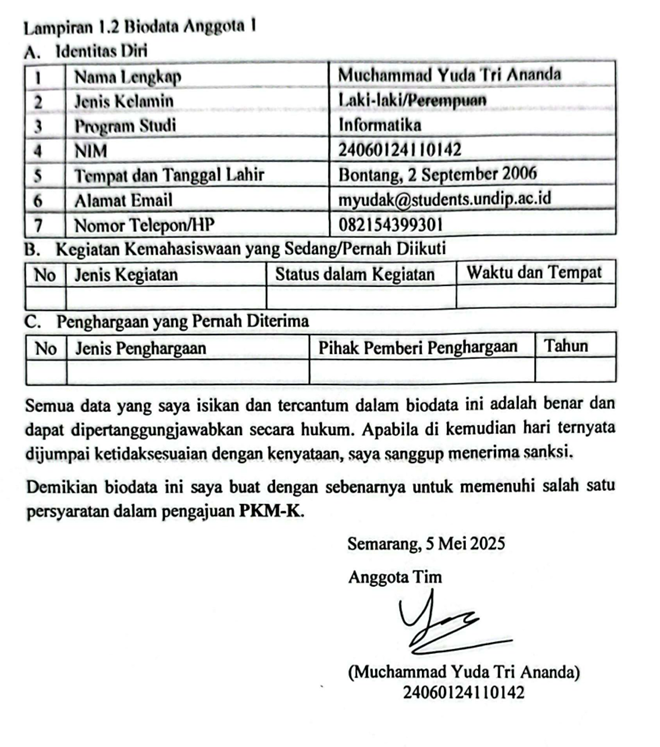 Lampiran 1.2 Biodata Anggota 1
A. Identitas Diri
1 Nama Lengkap Muchammad Yuda Tri Ananda
2 Jenis Kelamin Laki-laki/Perempuan
3 Program Studi Informatika
4 NIM 24060124110142
5 Tempat dan Tanggal Lahir Bontang, 2 September 2006
6 Alamat Email myudak@students.undip.ac.id
7 Nomor Telepon/HP 082154399301
B. Kegiatan Kemahasiswaan yang Sedang/Pernah Diikuti
No Jenis Kegiatan Status dalam Kegiatan Waktu dan Tempat
C. Penghargaan yang Pernah Diterima
No Jenis Penghargaan Pihak Pemberi Penghargaan Tahun
Semua data yang saya isikan dan tercantum dalam biodata ini adalah benar dan
dapat dipertanggungjawabkan secara hukum. Apabila di kemudian hari ternyata
dijumpai ketidaksesuaian dengan kenyataan, saya sanggup menerima sanksi.
Demikian biodata ini saya buat dengan sebenarnya untuk memenuhi salah satu
persyaratan dalam pengajuan PKM-K.
Semarang, 5 Mei 2025
Anggota Tim
(Muchammad Yuda Tri Ananda)
24060124110142